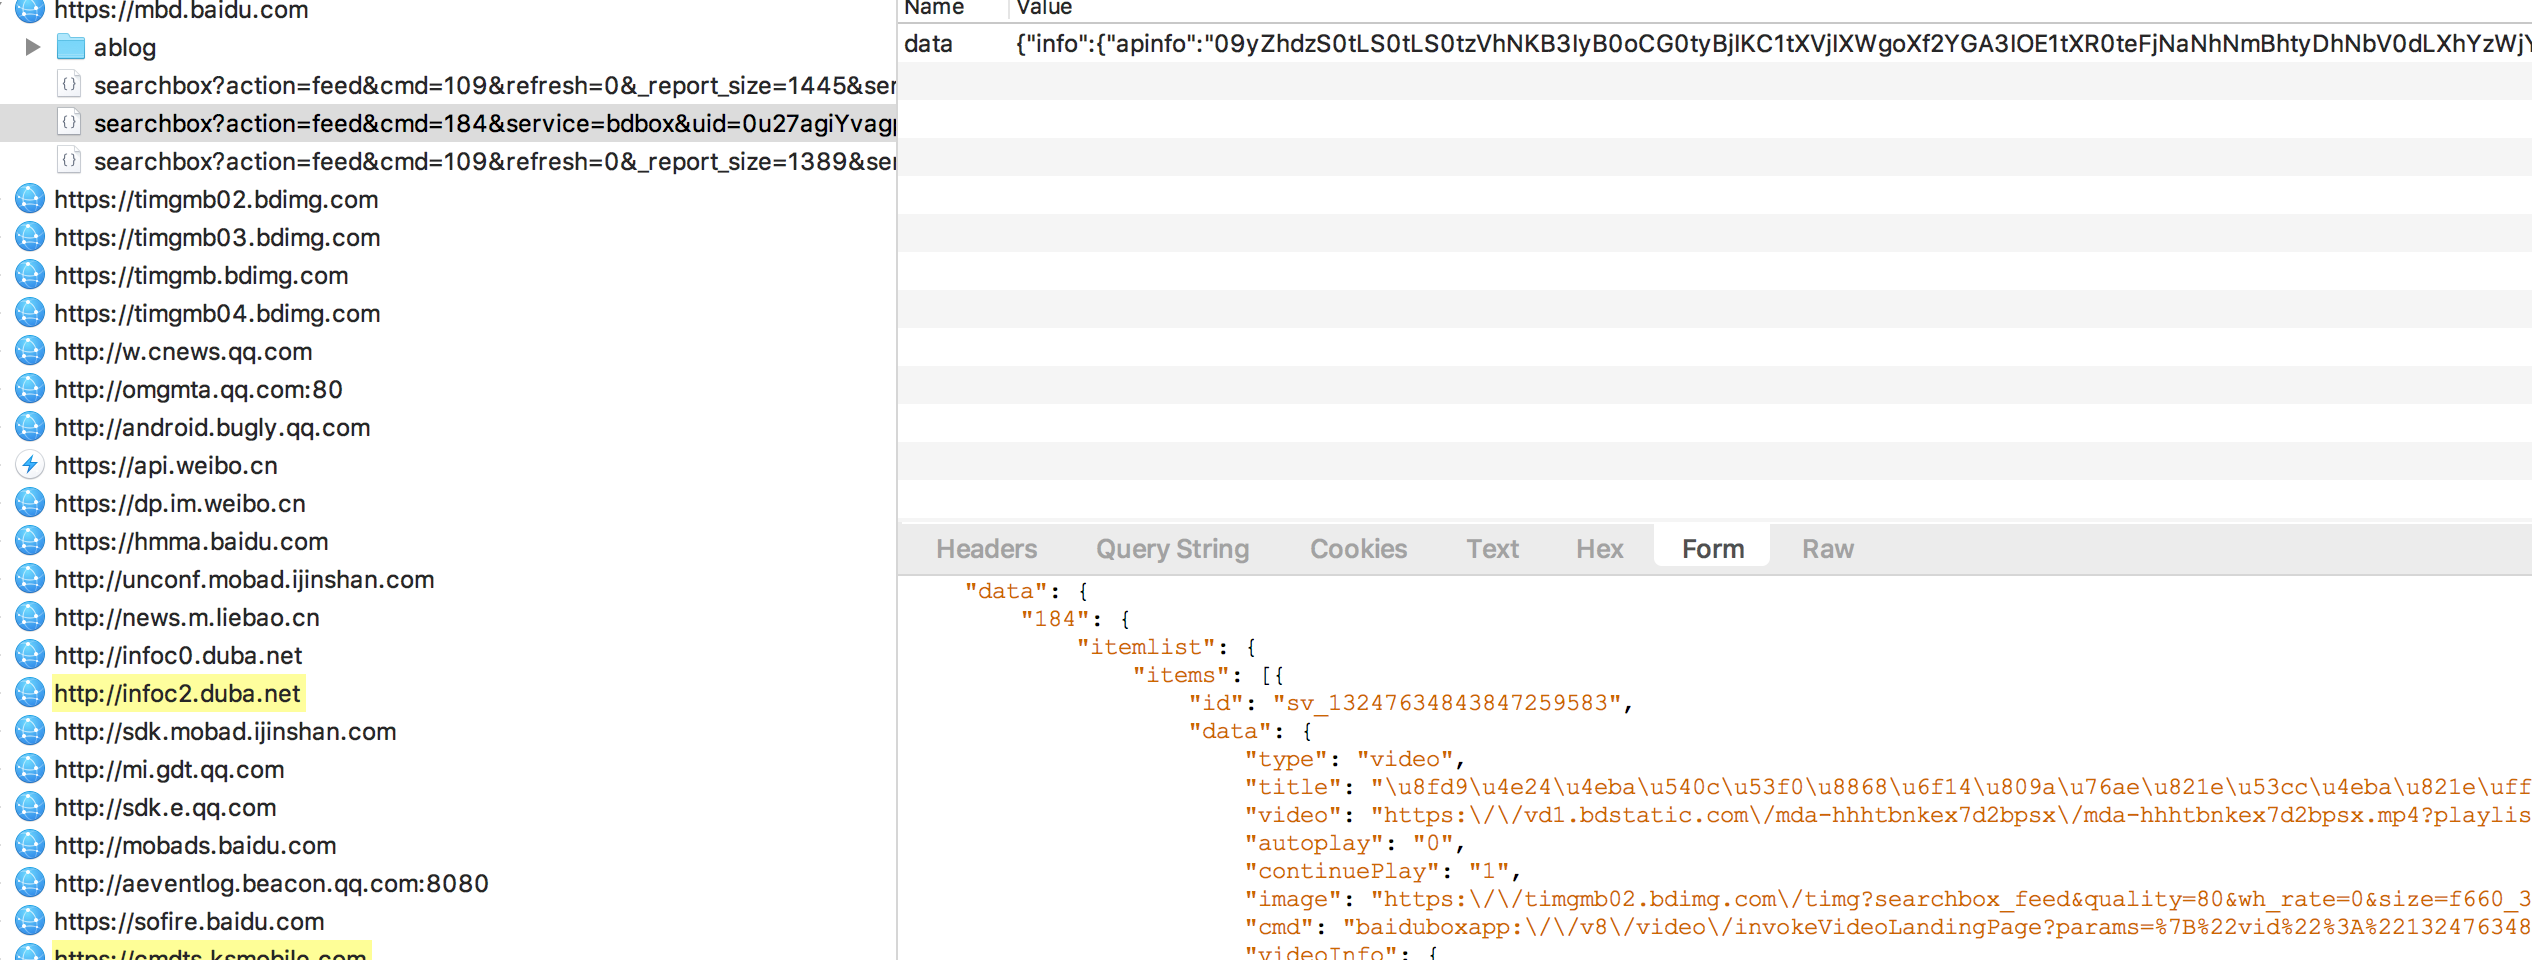 https://mbd.baidu.com
ablog
searchbox?action=feed&cmd=109&refresh=0&_report_size=1445&ser
searchbox?action=feed&cmd=184&service=bdbox&uid=0u27agiYvag
searchbox?action=feed&cmd=109&refresh=0&_report_size=1389&ser
https://timgmb02.bdimg.com
https://timgmb03.bdimg.com
https://timgmb.bdimg.com
https://timgmb04.bdimg.com
http://w.cnews.qq.com
http://omgmta.qq.com:80
http://android.bugly.qq.com
https://api.weibo.cn
https://dp.im.weibo.cn
https://hmma.baidu.com
http://unconf.mobad.ijinshan.com
http://news.m.liebao.cn
http://infoc0.duba.net
http://infoc2.duba.net
http://sdk.mobad.ijinshan.com
http://mi.gdt.qq.com
http://sdk.e.qq.com
http://mobads.baidu.com
http://aeventlog.beacon.qq.com:8080
https://sofire.baidu.com
https://cmdts.ksmobile.com
Name Value
data {"info":{"apinfo":"09yZhdzS0tLS0tLS0tzVhNKB3IyB0oCG0tyBjIKC1tXVjIXWgoXf2YGA3IOE1tXR0teFjNaNhNmBhtyDhNbV0dLXhYzWjY
Headers Query String Cookies Text Hex Form Raw
"data": {
"184": {
"itemlist": {
"items": [{
"id": "sv_13247634843847259583",
"data": {
"type": "video",
"title": "\u8fd9\u4e24\u4eba\u540c\u53f0\u8868\u6f14\u809a\u76ae\u821e\u53cc\u4eba\u821e\uff
"video": "https:\/\/vd1.bdstatic.com\/mda-hhhtbnkex7d2bpsx\/mda-hhhtbnkex7d2bpsx.mp4?playlis
"autoplay": "0",
"continuePlay": "1",
"image": "https:\/\/timgmb02.bdimg.com\/timg?searchbox_feed&quality=80&wh_rate=0&size=f660_3
"cmd": "baiduboxapp:\/\/v8\/video\/invokeVideoLandingPage?params=%7B%22vid%22%3A%22132476348
"videoInfo": {